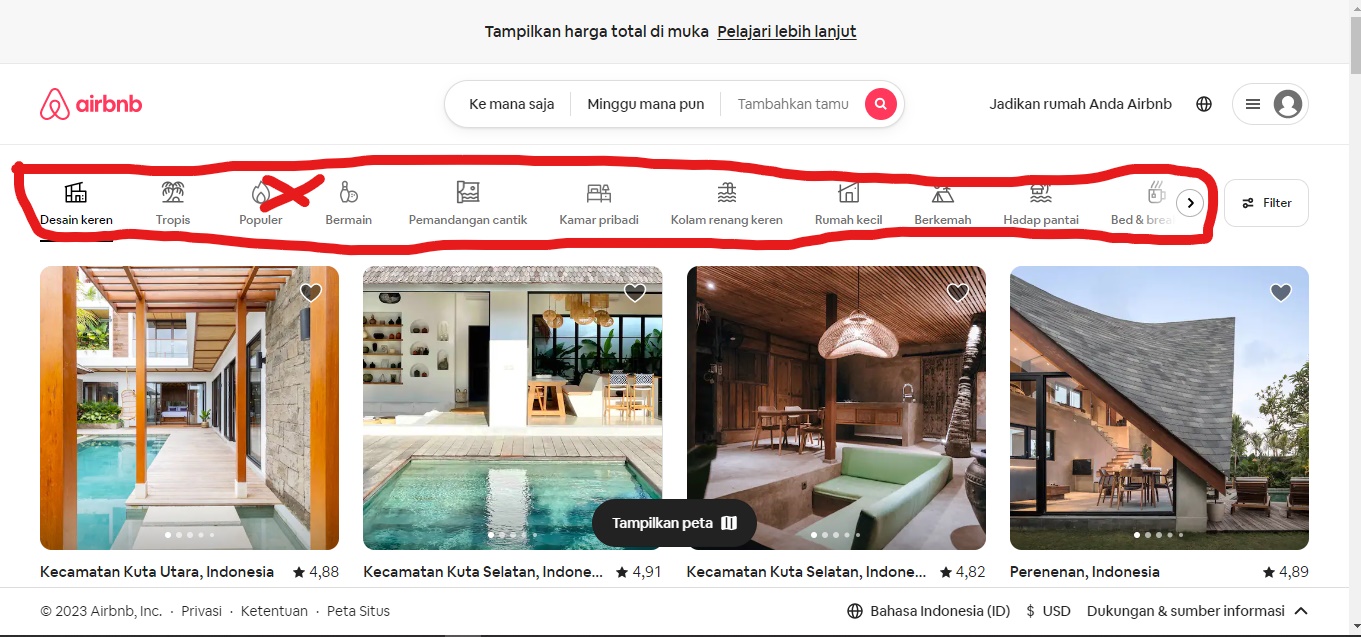 Tampilkan harga total di muka Pelajari lebih lanjut
airbnb
Ke mana saja Minggu mana pun Tambahkan tamu
Jadikan rumah Anda Airbnb
Desain keren Tropis Populer Bermain Pemandangan cantik Kamar pribadi Kolam renang keren Rumah kecil Berkemah Hadap pantai Bed & brea
Filter
Tampilkan peta
Kecamatan Kuta Utara, Indonesia 4,88
Kecamatan Kuta Selatan, Indone... 4,91
Kecamatan Kuta Selatan, Indone... 4,82
Perenenan, Indonesia 4,89
© 2023 Airbnb, Inc. · Privasi · Ketentuan · Peta Situs
Bahasa Indonesia (ID) $ USD Dukungan & sumber informasi